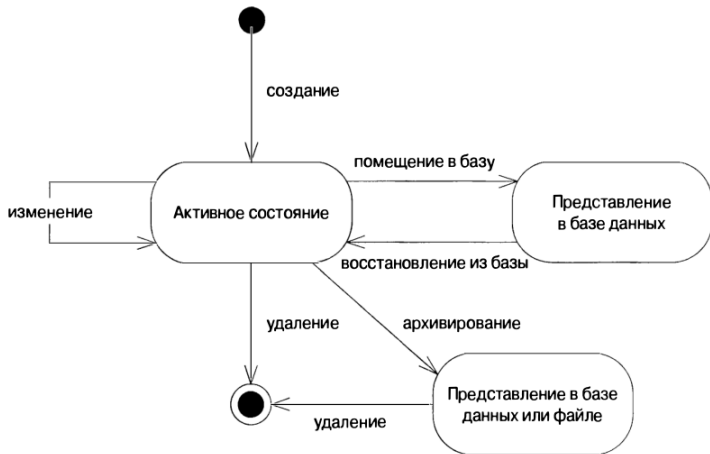 создание
помещение в базу
изменение
Активное состояние
Представление
в базе данных
восстановление из базы
удаление
архивирование
Представление в базе
данных или файле
удаление